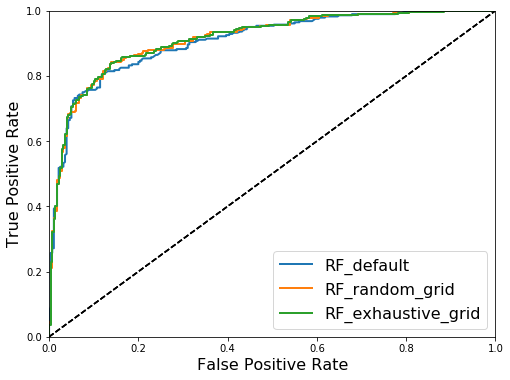 1.0
0.8
0.6
0.4
0.2
0.0
True Positive Rate
RF_default
RF_random_grid
RF_exhaustive_grid
0.0 0.2 0.4 0.6 0.8 1.0
False Positive Rate